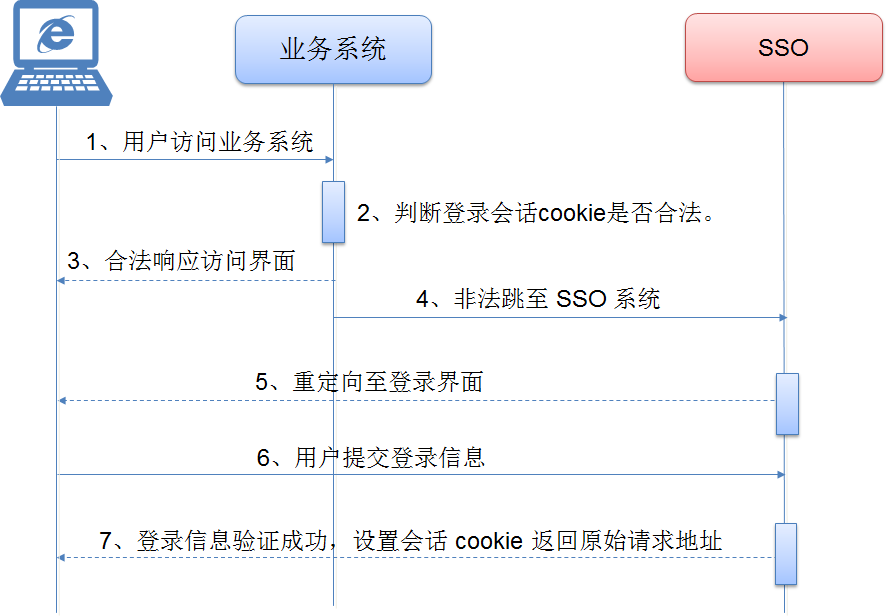 业务系统
SSO
1、用户访问业务系统
2、判断登录会话cookie是否合法。
3、合法响应访问界面
4、非法跳至 SSO 系统
5、重定向至登录界面
6、用户提交登录信息
7、登录信息验证成功，设置会话 cookie 返回原始请求地址